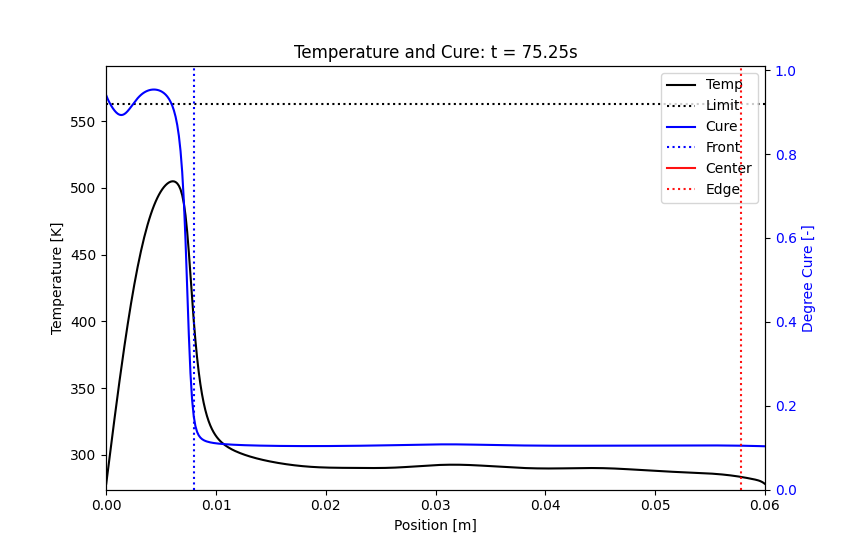 Temperature and Cure: t = 75.25s
Temp
Limit
Cure
Front
Center
Edge
550
500
450
400
350
300
Temperature [K]
1.0
0.8
0.6
0.4
0.2
0.0
Degree Cure [-]
0.00 0.01 0.02 0.03 0.04 0.05 0.06
Position [m]